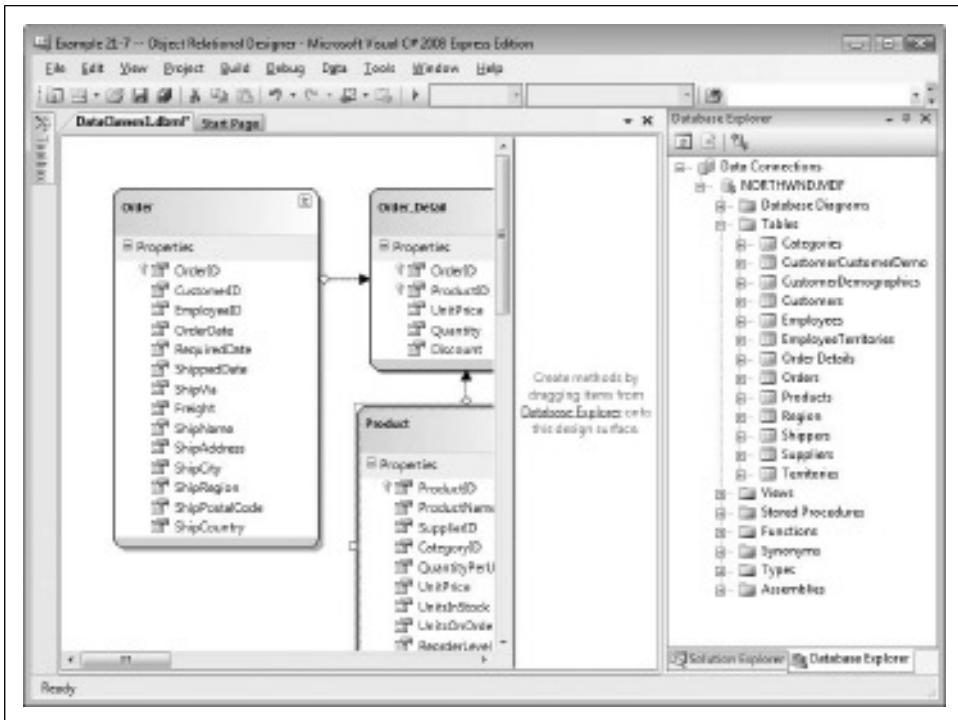 Example 21-7 -- Object Relational Designer - Microsoft Visual C# 2008 Express Edition
File Edit View Project Build Debug Data Tools Window Help
DataClasses1.dbml* Start Page
Toolbox
Order
Properties
OrderID
CustomerID
EmployeeID
OrderDate
RequiredDate
ShippedDate
ShipVia
Freight
ShipName
ShipAddress
ShipCity
ShipRegion
ShipPostalCode
ShipCountry
Order_Detail
Properties
OrderID
ProductID
UnitPrice
Quantity
Discount
Product
Properties
ProductID
ProductName
SupplierID
CategoryID
QuantityPerU
UnitPrice
UnitsInStock
UnitsOnOrde
ReorderLevel
Create methods by
dragging items from
Database Explorer onto
this design surface.
Database Explorer
Data Connections
NORTHWND.MDF
Database Diagrams
Tables
Categories
CustomerCustomerDemo
CustomerDemographics
Customers
Employees
EmployeeTerritories
Order Details
Orders
Products
Region
Shippers
Suppliers
Territories
Views
Stored Procedures
Functions
Synonyms
Types
Assemblies
Solution Explorer Database Explorer
Ready